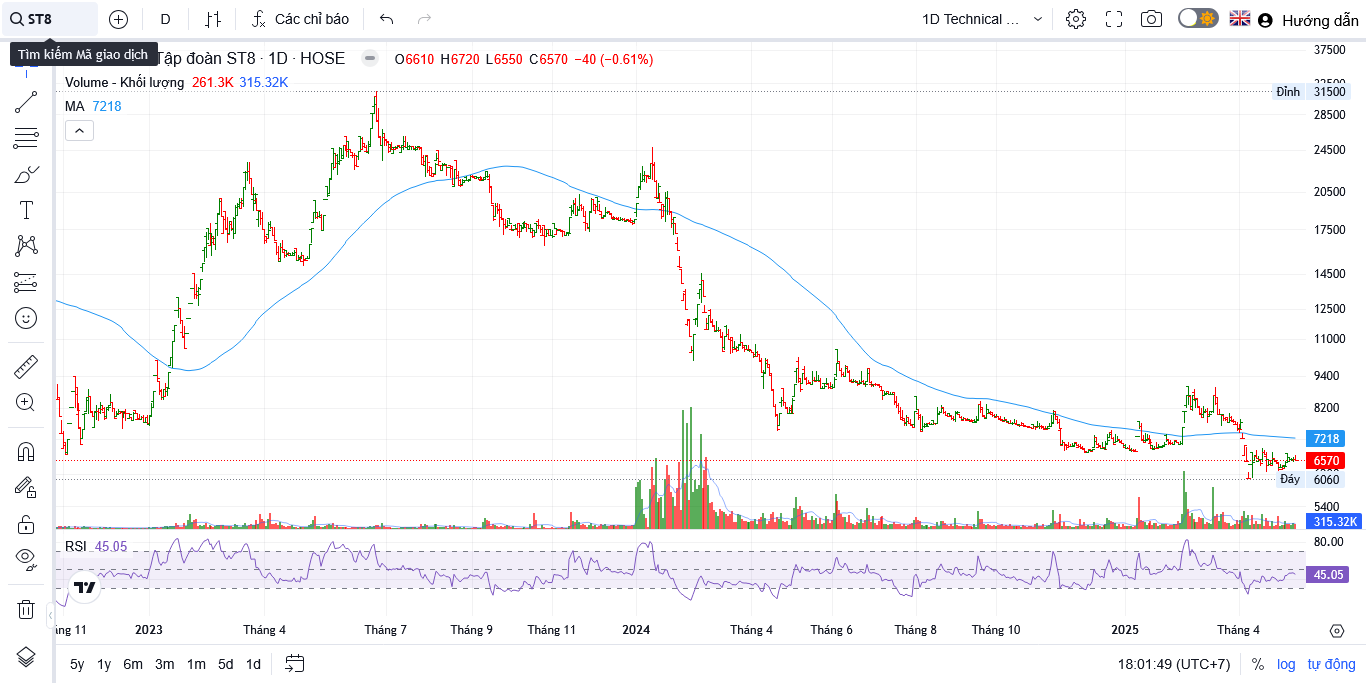 ST8 D Các chỉ báo 1D Technical ... Hướng dẫn
Tìm kiếm Mã giao dịch
Tập đoàn ST8 · 1D · HOSE O6610 H6720 L6550 C6570 −40 (−0.61%)
Volume - Khối lượng 261.3K 315.32K
MA 7218
37500
Đỉnh 31500
28500
24500
20500
17500
14500
12500
11000
9400
8200
7218
6570
Đáy 6060
5400
315.32K
RSI 45.05
80.00
45.05
2023 Tháng 4 Tháng 7 Tháng 9 Tháng 11 2024 Tháng 4 Tháng 6 Tháng 8 Tháng 10 2025 Tháng 4
5y 1y 6m 3m 1m 5d 1d 18:01:49 (UTC+7) % log tự động